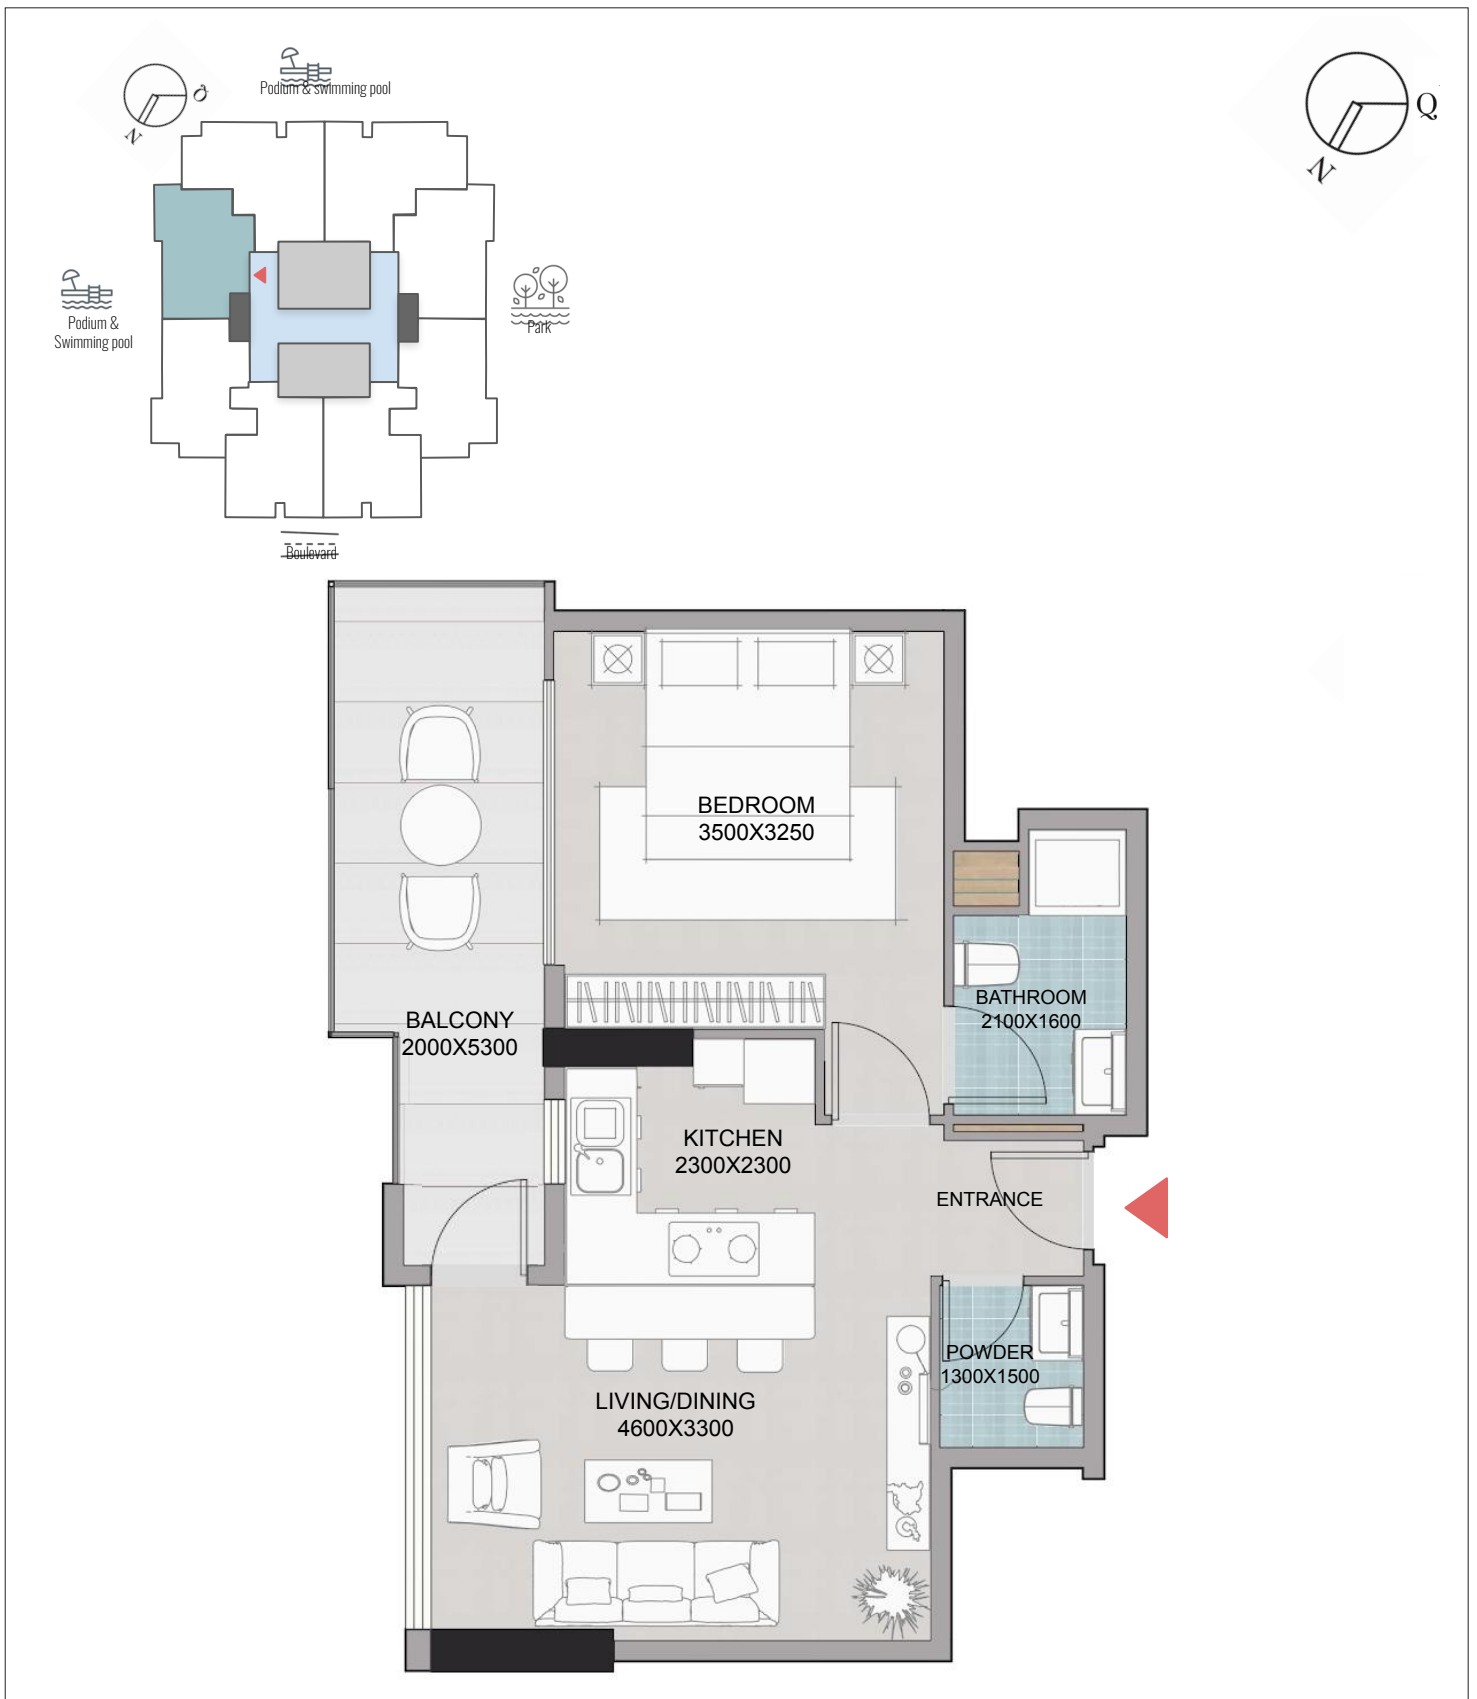 Podium & swimming pool
Q
N
Q
N
Podium &
Swimming pool
Park
Boulevard
BEDROOM
3500X3250
BATHROOM
2100X1600
BALCONY
2000X5300
KITCHEN
2300X2300
ENTRANCE
POWDER
1300X1500
LIVING/DINING
4600X3300